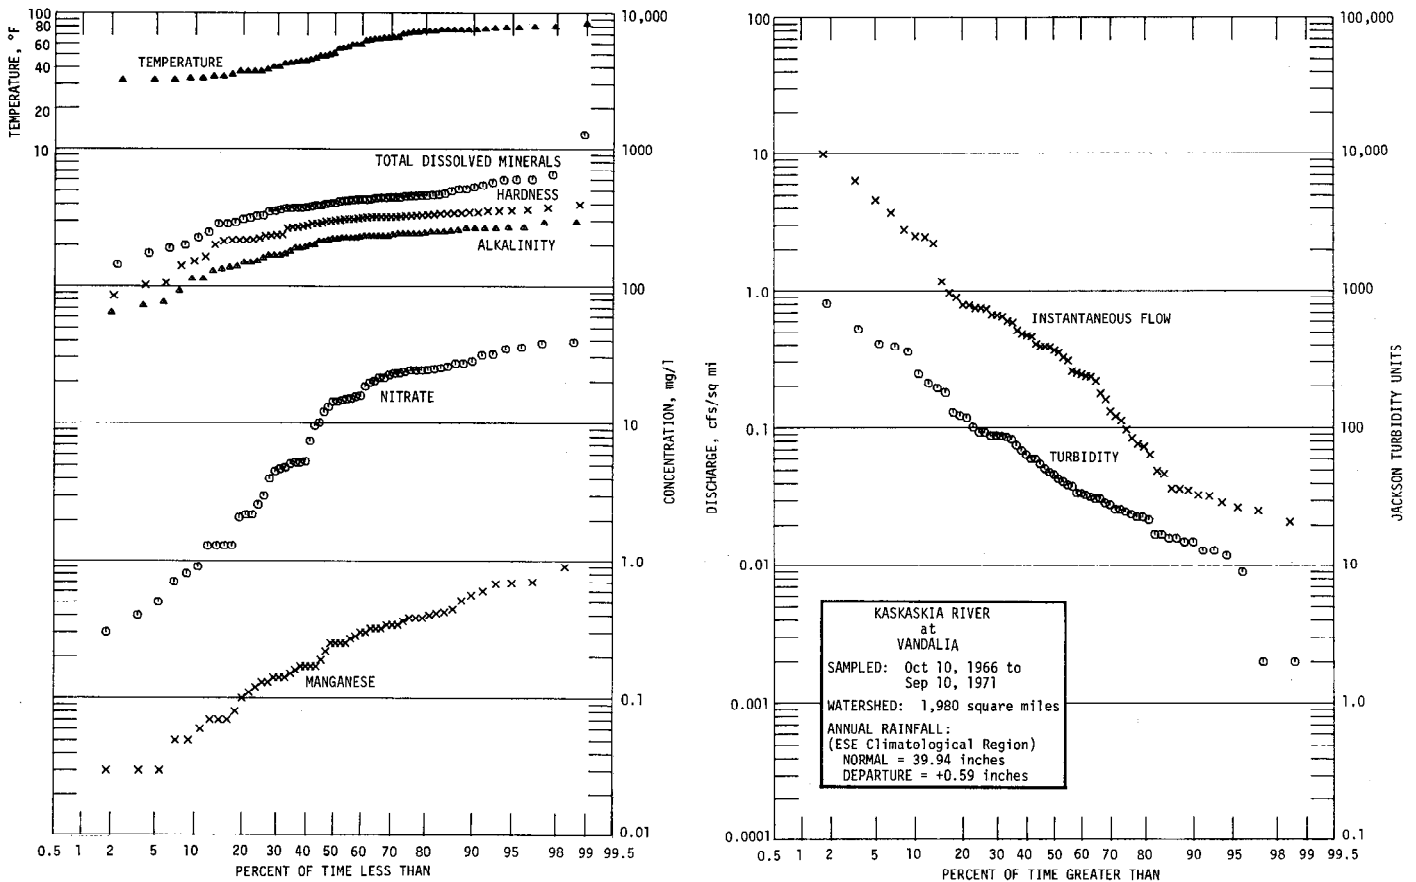 TEMPERATURE, °F
100
80
60
40
20
10
TEMPERATURE
TOTAL DISSOLVED MINERALS
HARDNESS
ALKALINITY
NITRATE
MANGANESE
10,000
1000
100
10
1.0
0.1
0.01
CONCENTRATION, mg/l
0.5 1 2 5 10 20 30 40 50 60 70 80 90 95 98 99 99.5
PERCENT OF TIME LESS THAN
DISCHARGE, cfs/sq mi
100
10
1.0
0.1
0.01
0.001
0.0001
INSTANTANEOUS FLOW
TURBIDITY
KASKASKIA RIVER
at
VANDALIA
SAMPLED: Oct 10, 1966 to
Sep 10, 1971
WATERSHED: 1,980 square miles
ANNUAL RAINFALL:
(ESE Climatological Region)
NORMAL = 39.94 inches
DEPARTURE = +0.59 inches
100,000
10,000
1000
100
10
1.0
0.1
JACKSON TURBIDITY UNITS
0.5 1 2 5 10 20 30 40 50 60 70 80 90 95 98 99 99.5
PERCENT OF TIME GREATER THAN